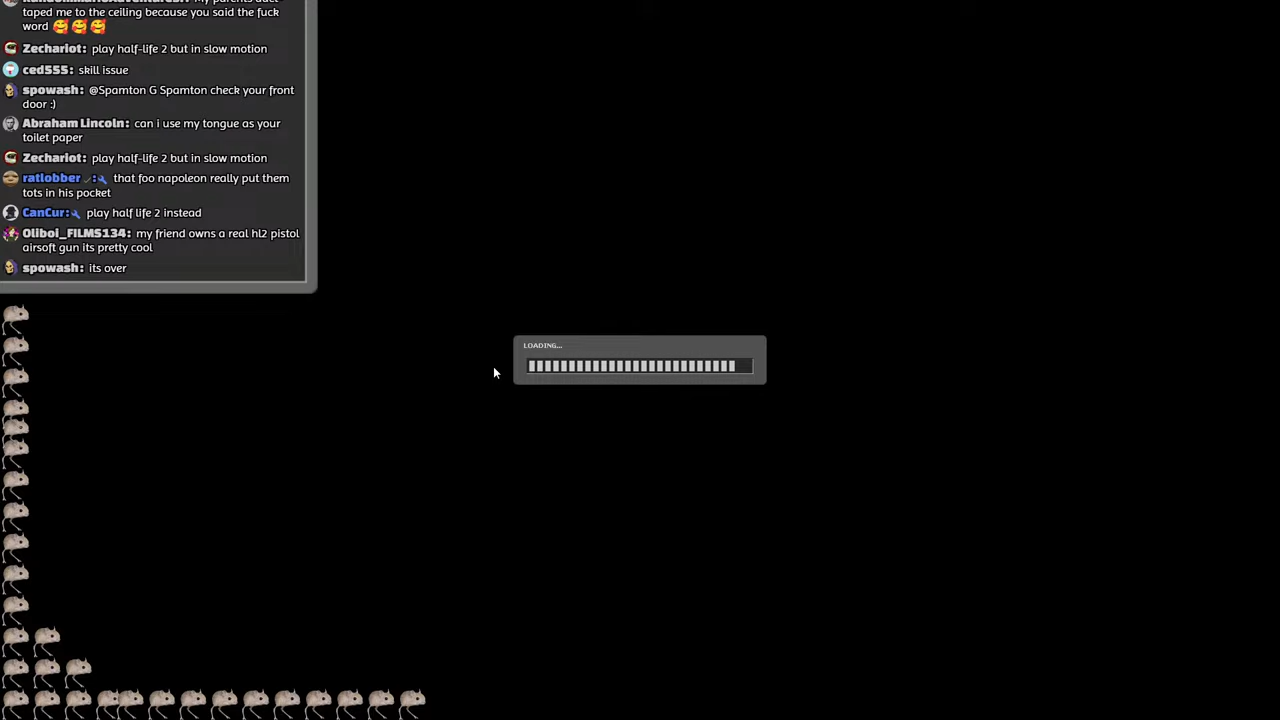 taped me to the ceiling because you said the fuck
word 🥰 🥰 🥰
Zechariot: play half-life 2 but in slow motion
ced555: skill issue
spowash: @Spamton G Spamton check your front
door :)
Abraham Lincoln: can i use my tongue as your
toilet paper
Zechariot: play half-life 2 but in slow motion
ratlobber: that foo napoleon really put them
tots in his pocket
CanCur: play half life 2 instead
Oliboi_FILMS134: my friend owns a real hl2 pistol
airsoft gun its pretty cool
spowash: its over
LOADING...